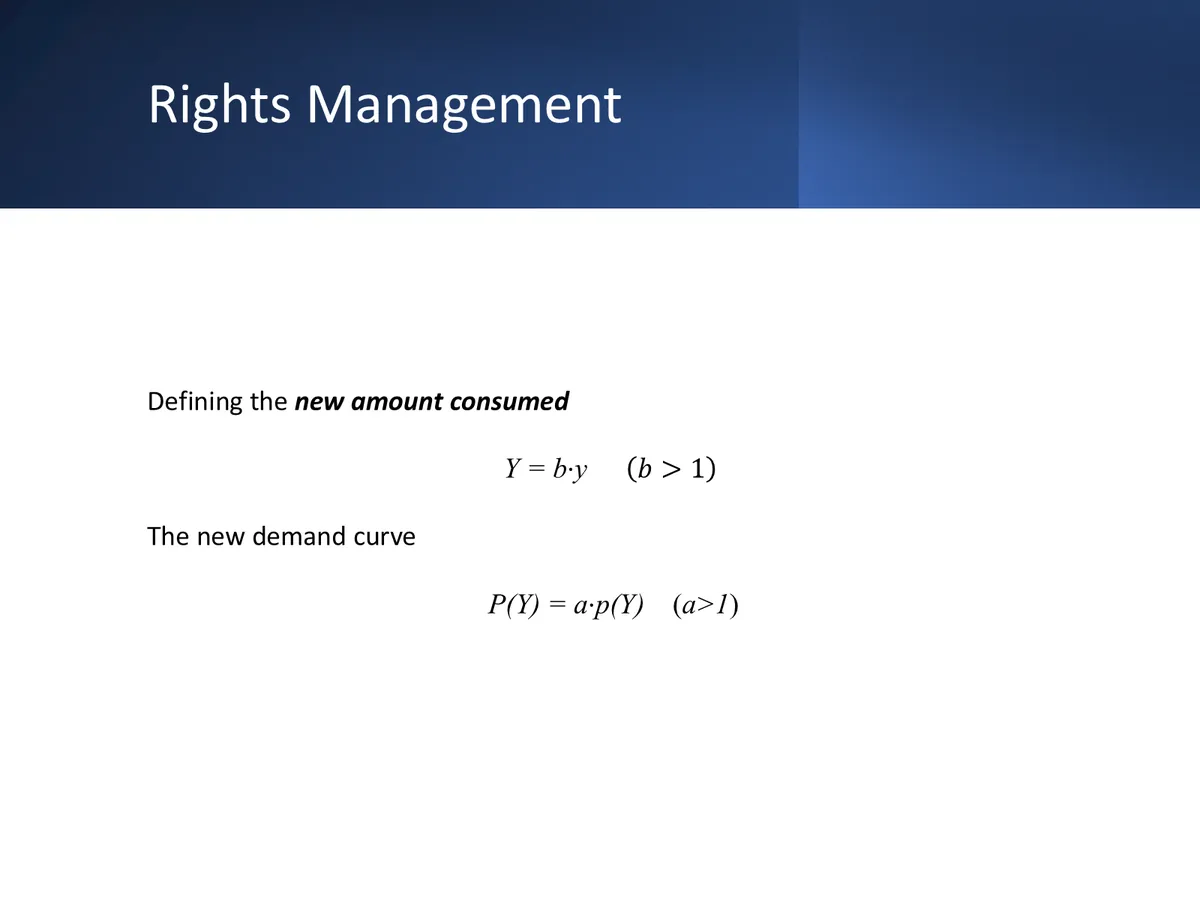 Rights Management
Defining the new amount consumed
Y = b·y (b > 1)
The new demand curve
P(Y) = a·p(Y) (a>1)